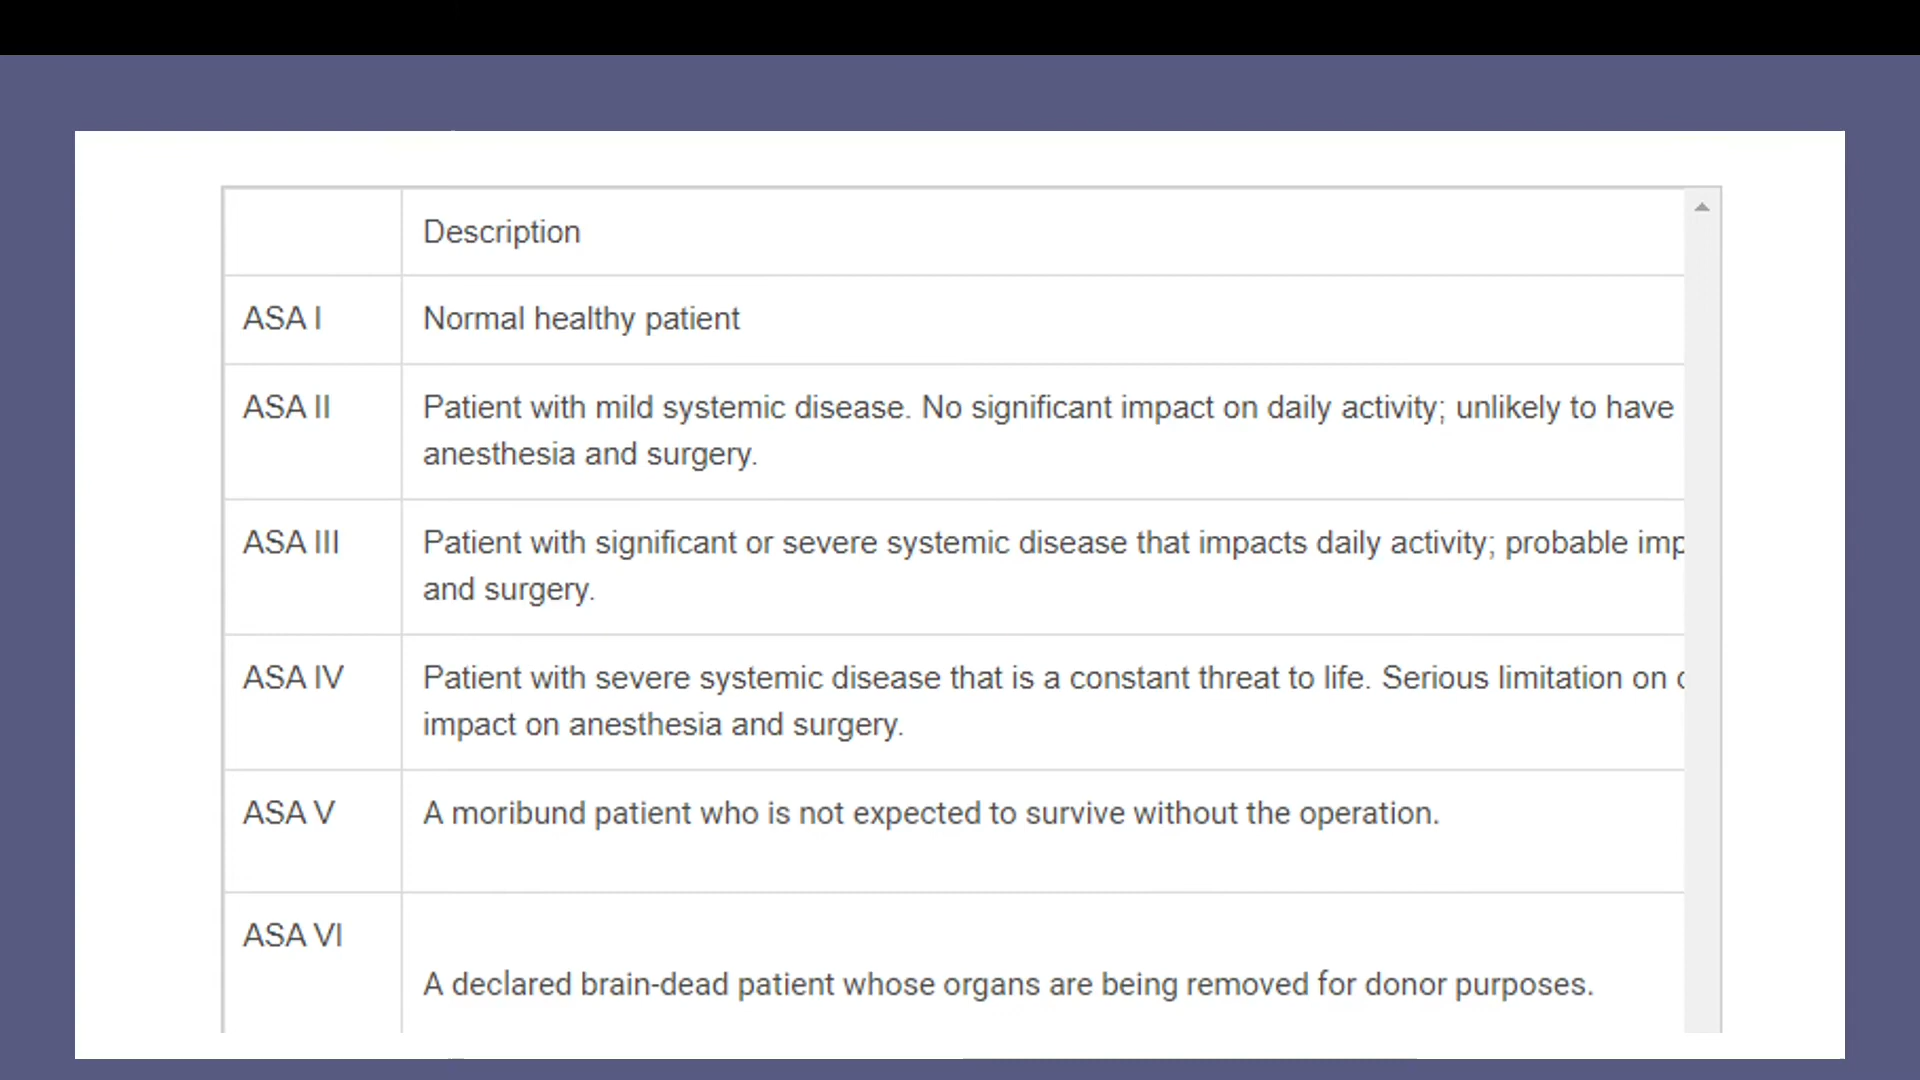 Description
ASA I Normal healthy patient
ASA II Patient with mild systemic disease. No significant impact on daily activity; unlikely to have
anesthesia and surgery.
ASA III Patient with significant or severe systemic disease that impacts daily activity; probable
and surgery.
ASA IV Patient with severe systemic disease that is a constant threat to life. Serious limitation on
impact on anesthesia and surgery.
ASA V A moribund patient who is not expected to survive without the operation.
ASA VI
A declared brain-dead patient whose organs are being removed for donor purposes.